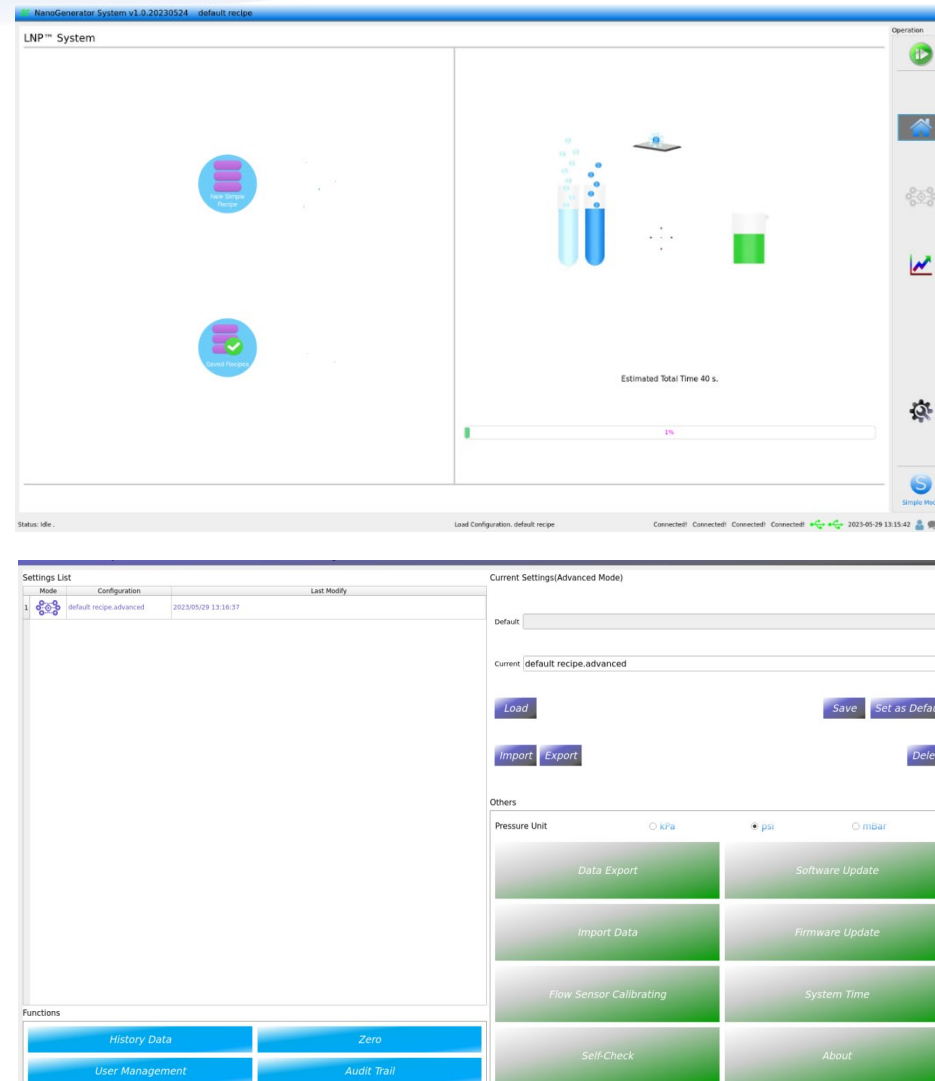 NanoGenerator System v1.0.20230524 default recipe
LNP™ System
Operation
New Simple
Recipe
Saved Recipes
Estimated Total Time 40 s.
1%
Simple Mod
Status: Idle .
Load Configuration. default recipe
Connected! Connected! Connected! Connected!
2023-05-29 13:15:42
Settings List
Mode Configuration Last Modify
1 default recipe.advanced 2023/05/29 13:16:37
Current Settings(Advanced Mode)
Default
Current default recipe.advanced
Load Save Set as Defau
Import Export Dele
Others
Pressure Unit kPa psi mBar
Data Export Software Update
Import Data Firmware Update
Flow Sensor Calibrating System Time
Self-Check About
Functions
History Data Zero
User Management Audit Trail